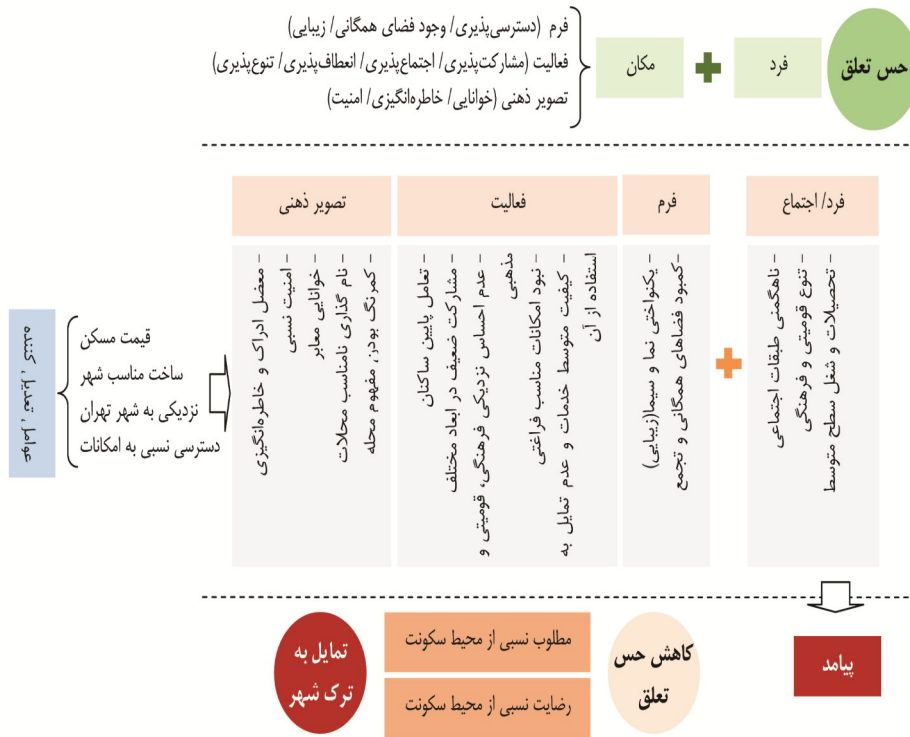 حس تعلق
فرد
مکان
فرم (دسترسی‌پذیری/ وجود فضای همگانی/ زیبایی)
فعالیت (مشارکت‌پذیری/ اجتماع‌پذیری/ انعطاف‌پذیری/ تنوع‌پذیری)
تصویر ذهنی (خوانایی/ خاطره‌انگیزی/ امنیت)
فرد/ اجتماع
- ناهگمنی طبقات اجتماعی
- تنوع قومیتی و فرهنگی
- تحصیلات و شغل سطح متوسط
فرم
- یکنواختی نما و سیما(زیبایی)
-کمبود فضاهای همگانی و تجمع
فعالیت
- تعامل پایین ساکنان
- مشارکت ضعیف در ابعاد مختلف
- عدم احساس نزدیکی فرهنگی، قومیتی و
مذهبی
- نبود امکانات مناسب فراغتی
- کیفیت متوسط خدمات و عدم تمایل به
استفاده از آن
تصویر ذهنی
- معضل ادراک و خاطره‌انگیزی
- امنیت نسبی
- خوانایی معابر
- نام گذاری نامناسب محلات
- کمرنگ بودن، مفهوم محله
قیمت مسکن
ساخت مناسب شهر
نزدیکی به شهر تهران
دسترسی نسبی به امکانات
عوامل تعدیل کننده
پیامد
کاهش حس
تعلق
مطلوب نسبی از محیط سکونت
رضایت نسبی از محیط سکونت
تمایل به
ترک شهر